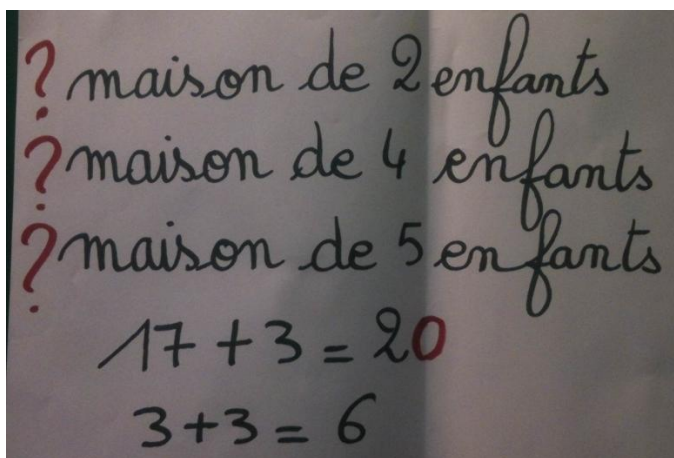 ? maison de 2 enfants
? maison de 4 enfants
? maison de 5 enfants
17 + 3 = 20
3 + 3 = 6